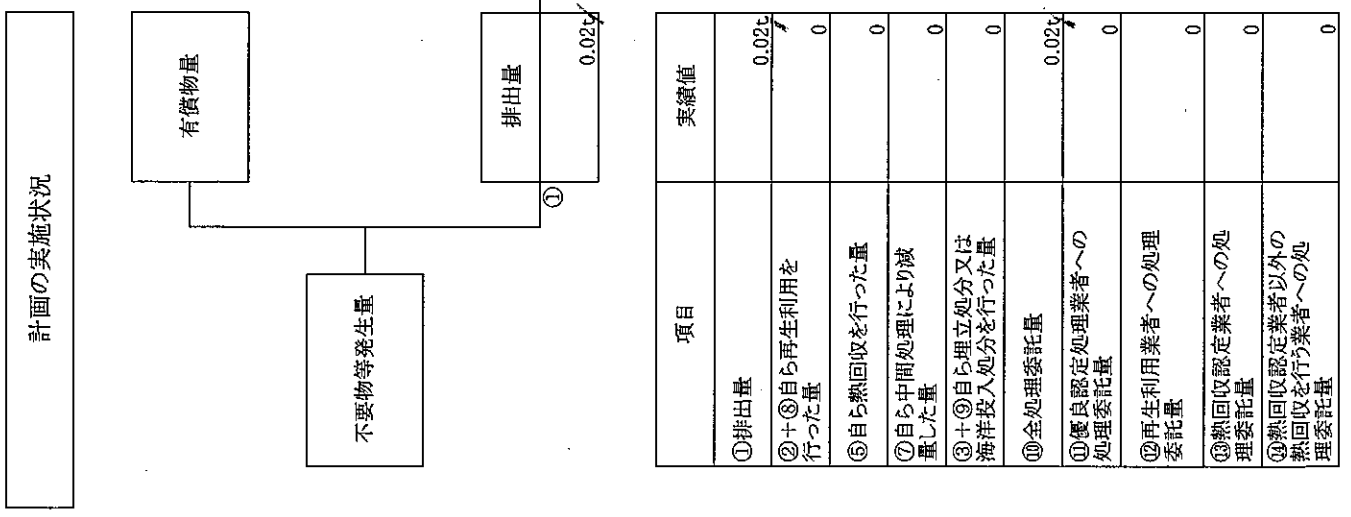 計画の実施状況
有償物量
不要物等発生量
排出量
0.02t
①
項目
実績値
①排出量
0.02t
②+⑧自ら再生利用を
行った量
0
⑤自ら熱回収を行った量
0
⑦自ら中間処理により減
量した量
0
③+⑨自ら埋立処分又は
海洋投入処分を行った量
0
⑩全処理委託量
0.02t
⑪優良認定処理業者への
処理委託量
0
⑫再生利用業者への処理
委託量
0
⑬熱回収認定業者への処
理委託量
0
⑭熱回収認定業者以外の
熱回収を行う業者への処
理委託量
0